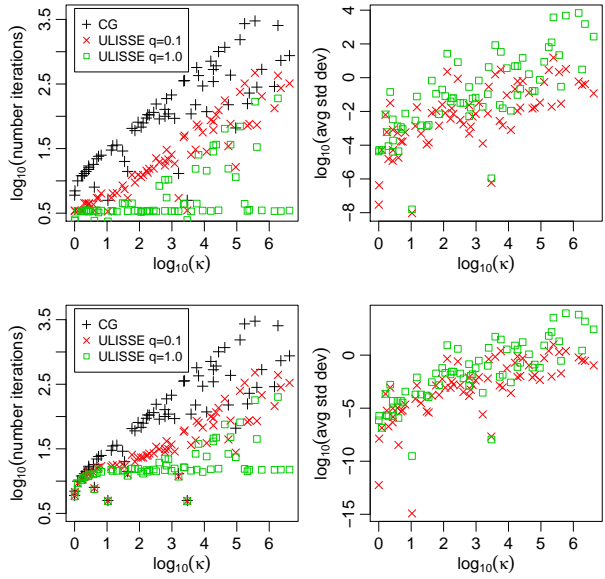 CG
ULISSE q=0.1
ULISSE q=1.0
log10(number iterations)
3.5
2.5
1.5
0.5
0 1 2 3 4 5 6
log10(κ)
log10(avg std dev)
2
0
−2
−4
−6
−8
0 1 2 3 4 5 6
log10(κ)
CG
ULISSE q=0.1
ULISSE q=1.0
log10(number iterations)
3.5
2.5
1.5
0.5
0 1 2 3 4 5 6
log10(κ)
log10(avg std dev)
0
−5
−10
−15
0 1 2 3 4 5 6
log10(κ)